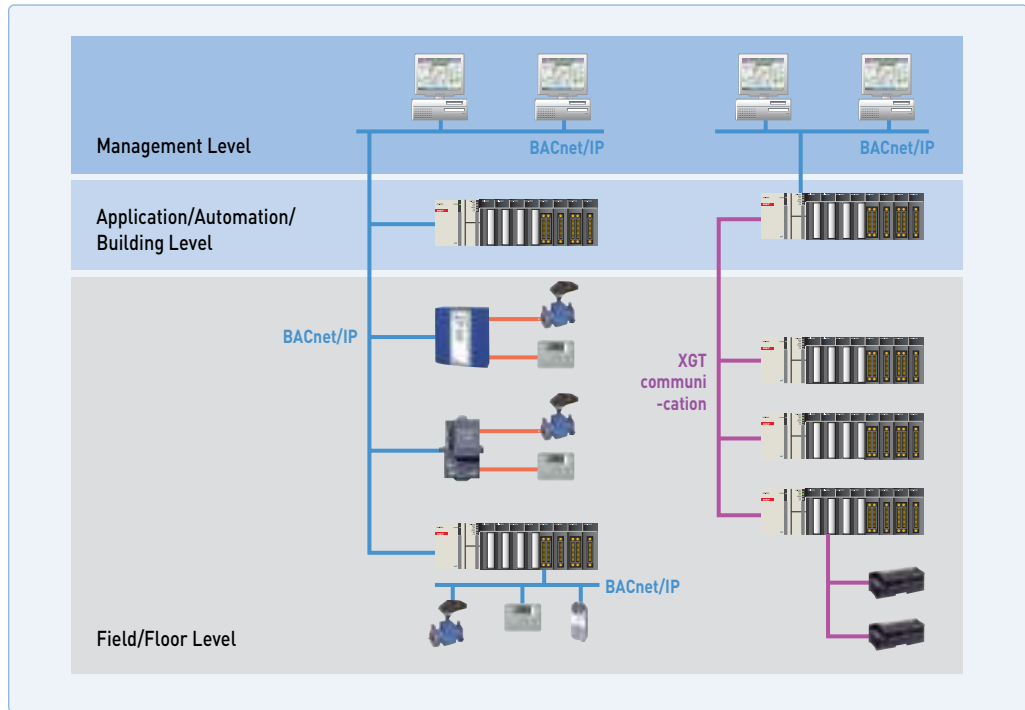 Management Level
BACnet/IP
BACnet/IP
Application/Automation/
Building Level
BACnet/IP
XGT
communi
-cation
BACnet/IP
Field/Floor Level